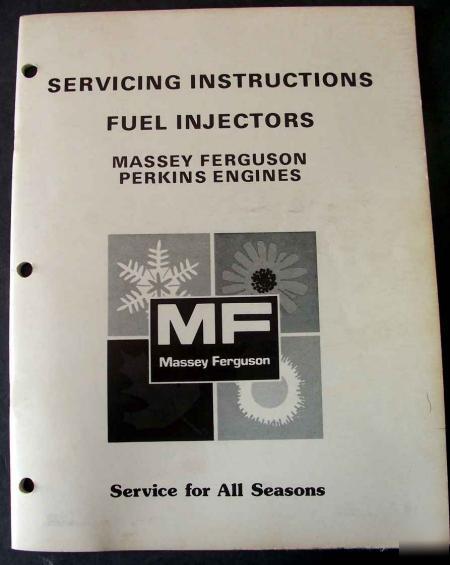 SERVICING INSTRUCTIONS
FUEL INJECTORS
MASSEY FERGUSON
PERKINS ENGINES
MF
Massey Ferguson
Service for All Seasons